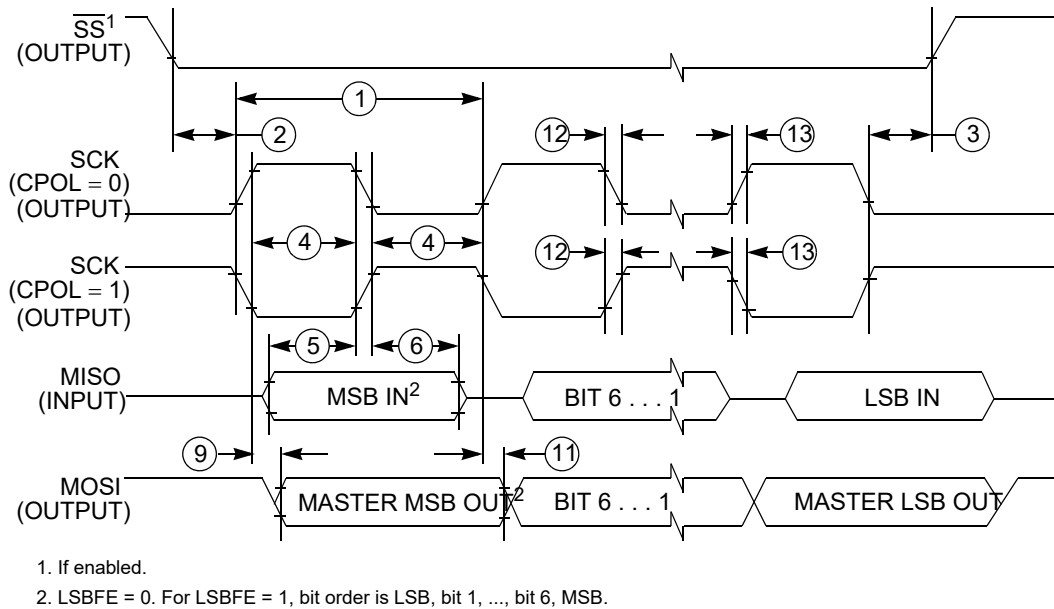 SS¹
(OUTPUT)
1
2
12
13
3
SCK
(CPOL = 0)
(OUTPUT)
4
4
SCK
(CPOL = 1)
(OUTPUT)
12
13
5
6
MISO
(INPUT)
MSB IN²
BIT 6 . . . 1
LSB IN
9
11
MOSI
(OUTPUT)
MASTER MSB OUT²
BIT 6 . . . 1
MASTER LSB OUT
1. If enabled.
2. LSBFE = 0. For LSBFE = 1, bit order is LSB, bit 1, ..., bit 6, MSB.